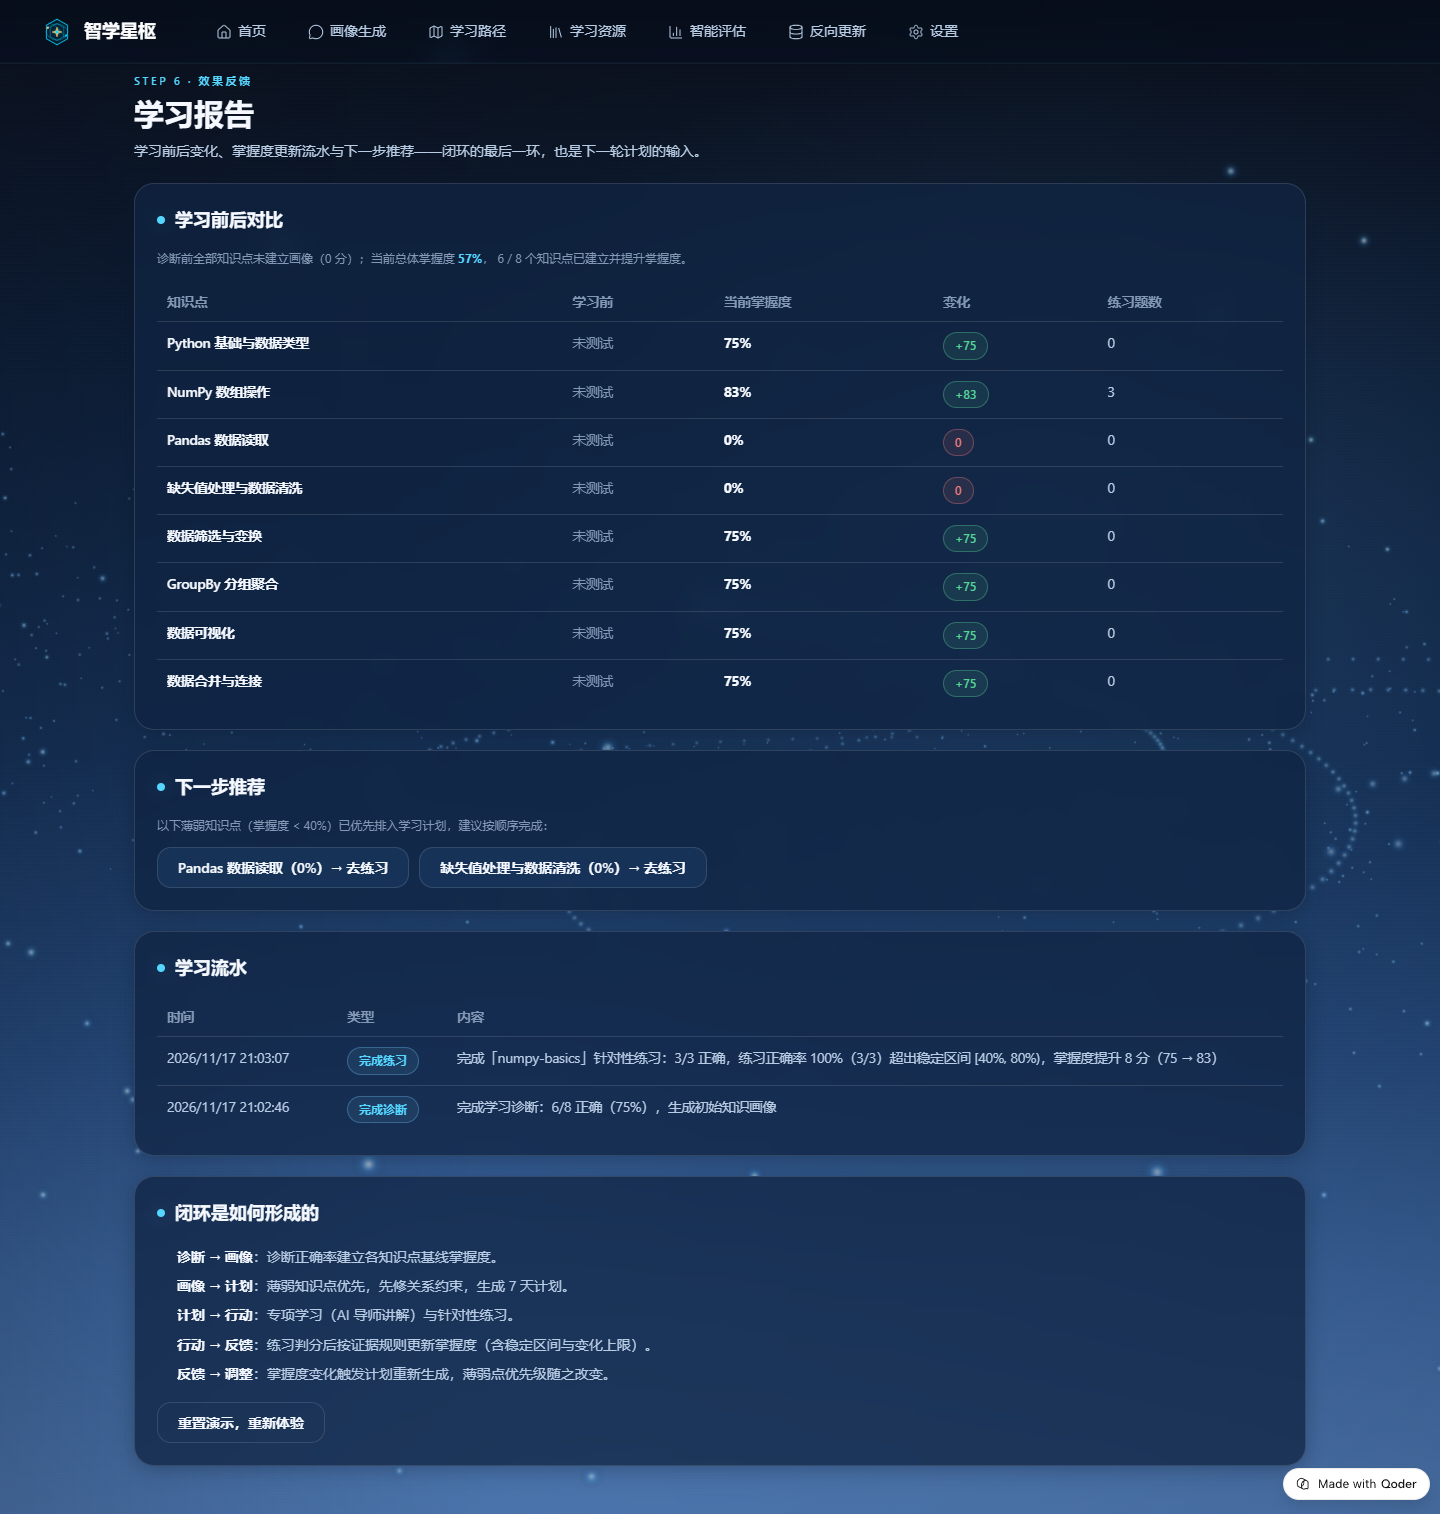 智学星枢 首页 画像生成 学习路径 学习资源 智能评估 反向更新 设置
STEP 6 · 效果反馈
学习报告
学习前后变化、掌握度更新流水与下一步推荐——闭环的最后一环，也是下一轮计划的输入。
学习前后对比
诊断前全部知识点未建立画像（0 分）；当前总体掌握度 57%， 6 / 8 个知识点已建立并提升掌握度。
知识点 学习前 当前掌握度 变化 练习题数
Python 基础与数据类型 未测试 75% +75 0
NumPy 数组操作 未测试 83% +83 3
Pandas 数据读取 未测试 0% 0 0
缺失值处理与数据清洗 未测试 0% 0 0
数据筛选与变换 未测试 75% +75 0
GroupBy 分组聚合 未测试 75% +75 0
数据可视化 未测试 75% +75 0
数据合并与连接 未测试 75% +75 0
下一步推荐
以下薄弱知识点（掌握度 < 40%）已优先排入学习计划，建议按顺序完成：
Pandas 数据读取（0%）→ 去练习 缺失值处理与数据清洗（0%）→ 去练习
学习流水
时间 类型 内容
2026/11/17 21:03:07 完成练习 完成「numpy-basics」针对性练习：3/3 正确，练习正确率 100%（3/3）超出稳定区间 [40%, 80%)，掌握度提升 8 分（75 → 83）
2026/11/17 21:02:46 完成诊断 完成学习诊断：6/8 正确（75%），生成初始知识画像
闭环是如何形成的
诊断 → 画像：诊断正确率建立各知识点基线掌握度。
画像 → 计划：薄弱知识点优先，先修关系约束，生成 7 天计划。
计划 → 行动：专项学习（AI 导师讲解）与针对性练习。
行动 → 反馈：练习判分后按证据规则更新掌握度（含稳定区间与变化上限）。
反馈 → 调整：掌握度变化触发计划重新生成，薄弱点优先级随之改变。
重置演示，重新体验
Made with Qoder